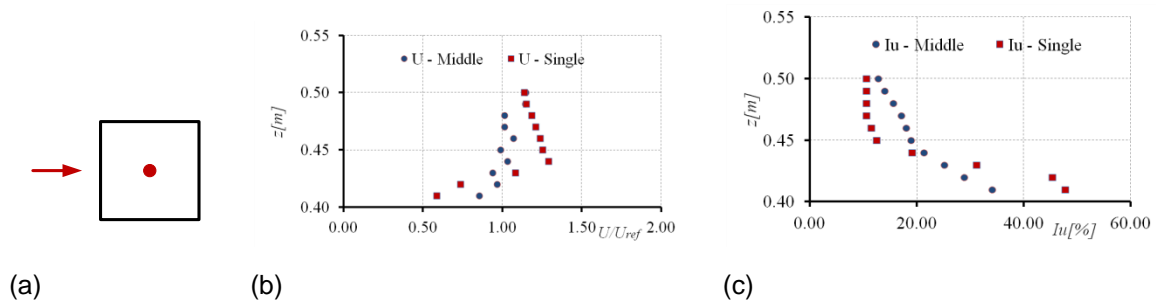 (a)
(b)
z[m]
0.55
0.50
0.45
0.40
U - Middle U - Single
0.00 0.50 1.00 1.50 2.00
U/Uref
(c)
z[m]
0.55
0.50
0.45
0.40
Iu - Middle Iu - Single
0.00 20.00 40.00 60.00
Iu[%]